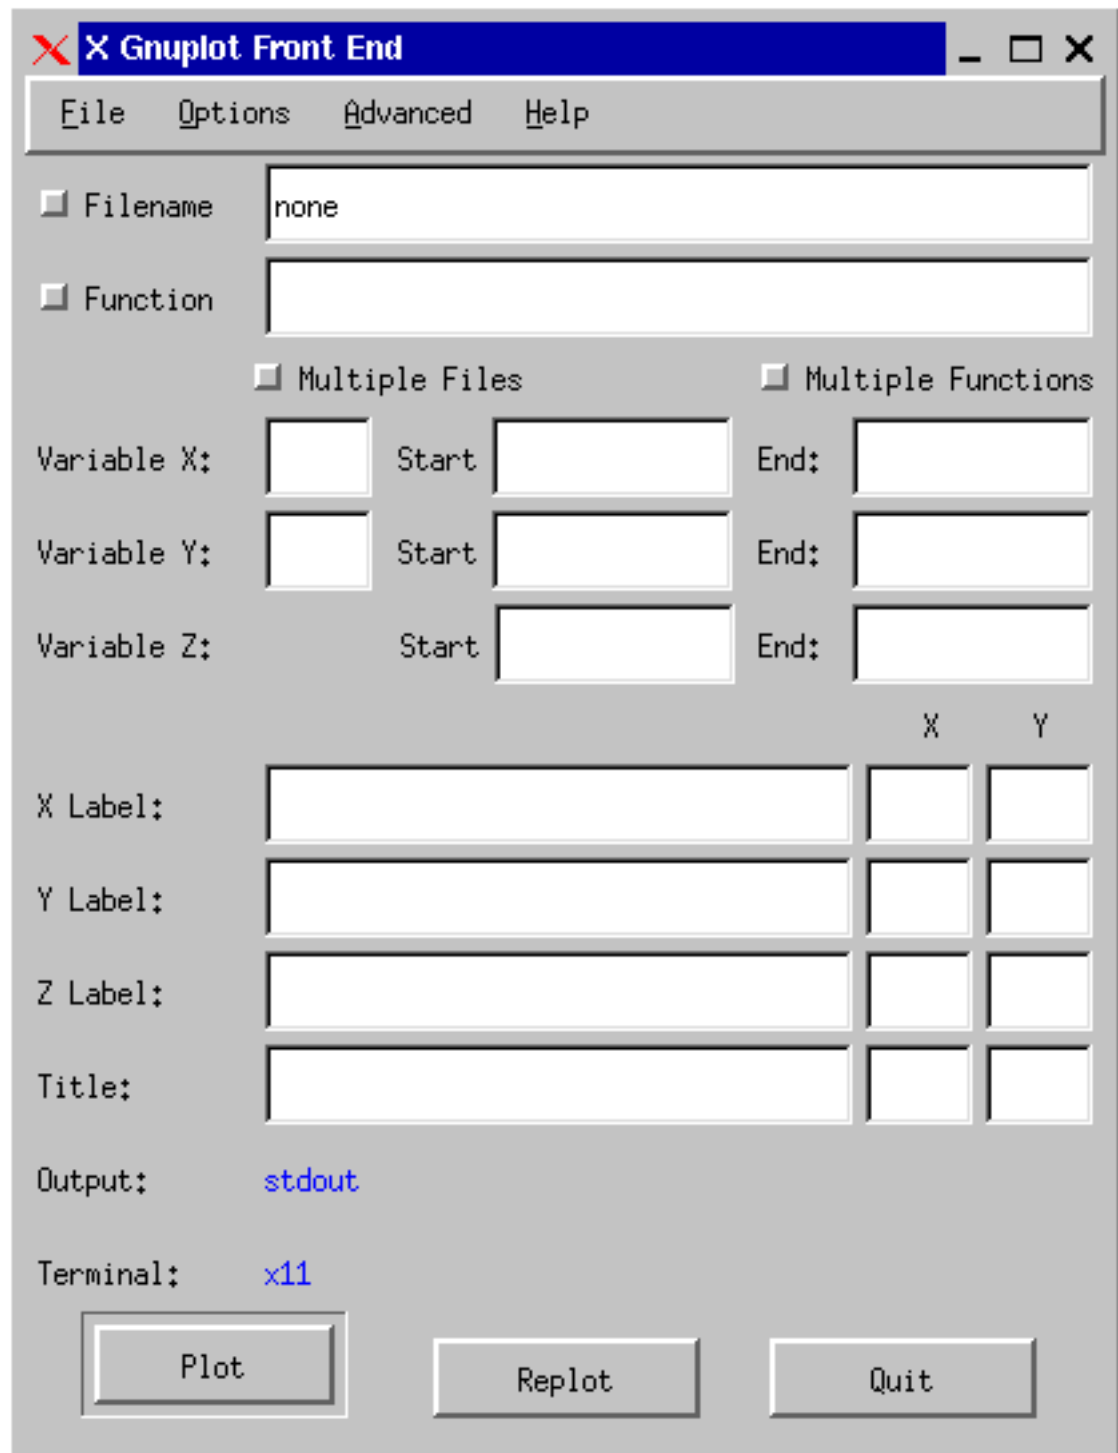 X Gnuplot Front End
File Options Advanced Help
Filename none
Function
Multiple Files Multiple Functions
Variable X: Start End:
Variable Y: Start End:
Variable Z: Start End:
X Y
X Label:
Y Label:
Z Label:
Title:
Output: stdout
Terminal: x11
Plot Replot Quit